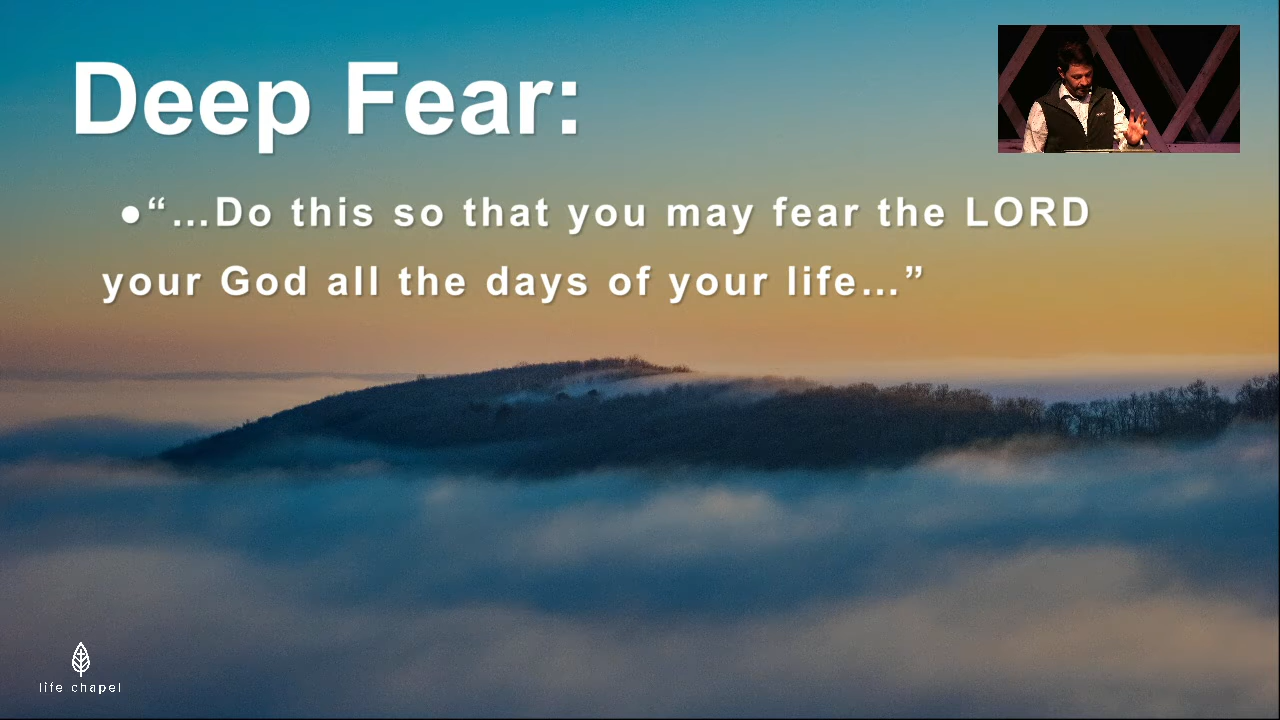 Deep Fear:
●“...Do this so that you may fear the LORD
your God all the days of your life...”
life chapel